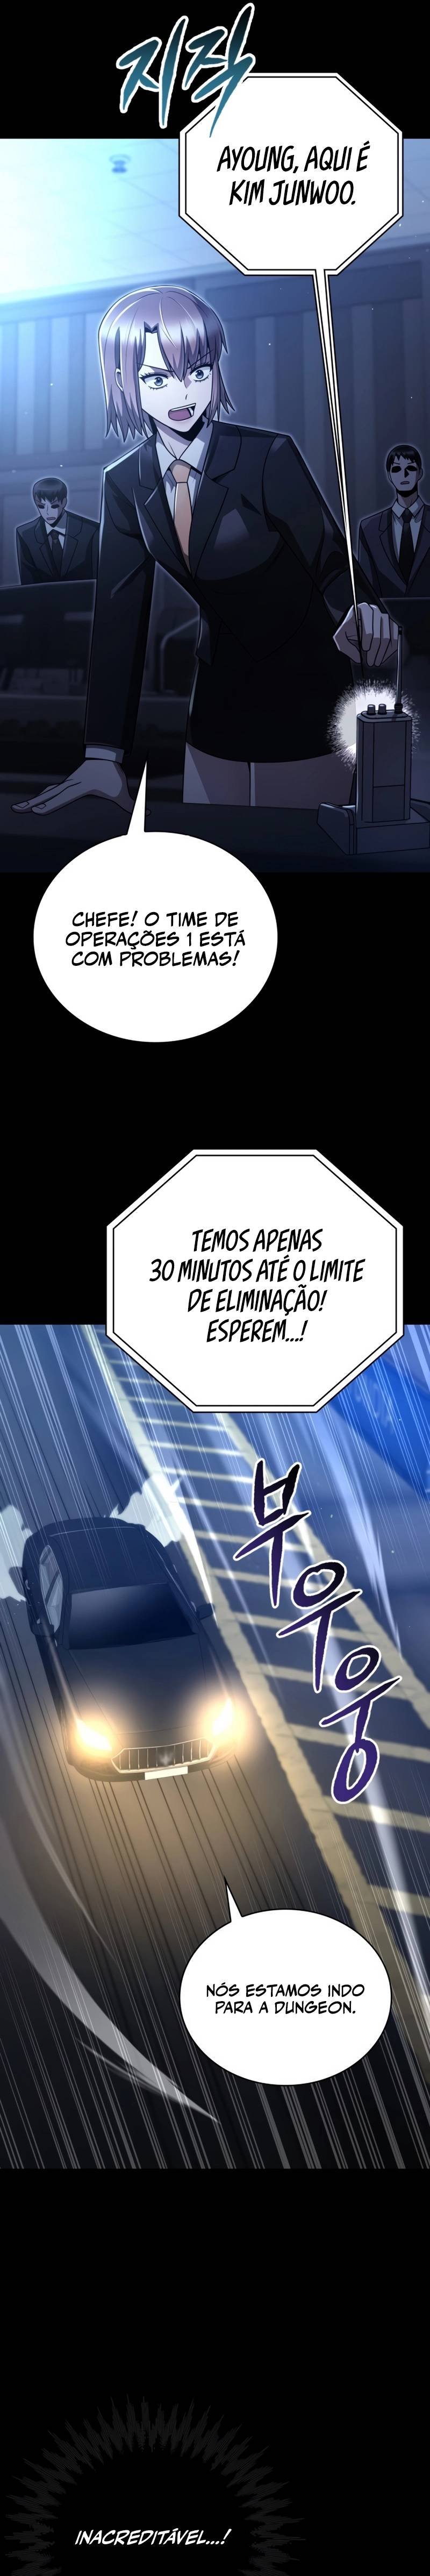 지직
AYOUNG, AQUI É
KIM JUNWOO.
CHEFE! O TIME DE
OPERAÇÕES 1 ESTÁ
COM PROBLEMAS!
TEMOS APENAS
30 MINUTOS ATÉ O LIMITE
DE ELIMINAÇÃO!
ESPEREM...!
부우웅
NÓS ESTAMOS INDO
PARA A DUNGEON.
INACREDITÁVEL...!